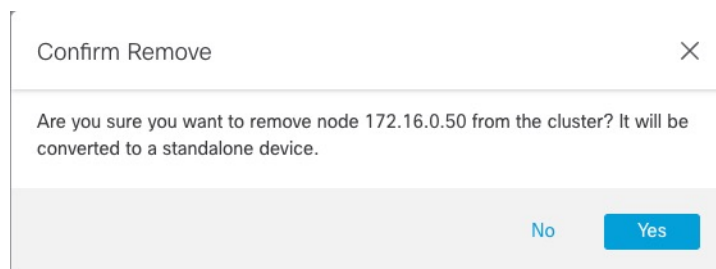 Confirm Remove
Are you sure you want to remove node 172.16.0.50 from the cluster? It will be
converted to a standalone device.
No
Yes